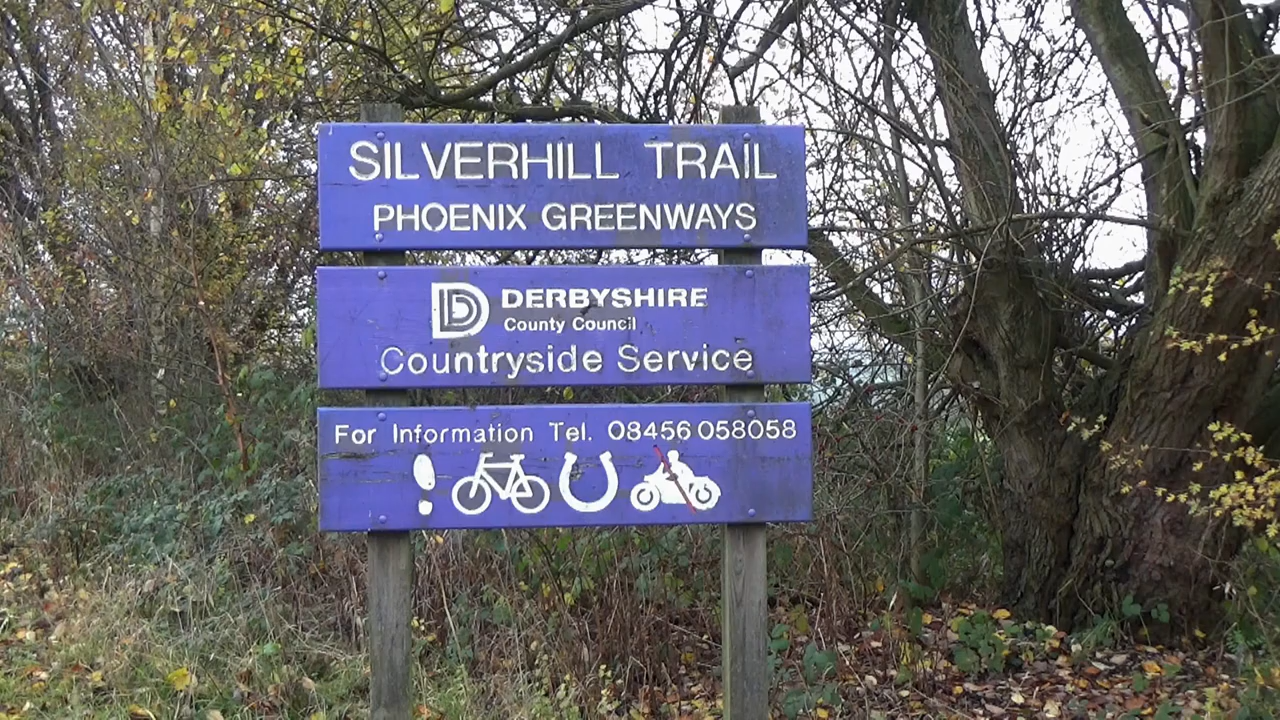 SILVERHILL TRAIL
PHOENIX GREENWAYS
DERBYSHIRE
County Council
Countryside Service
For Information Tel. 08456 058058